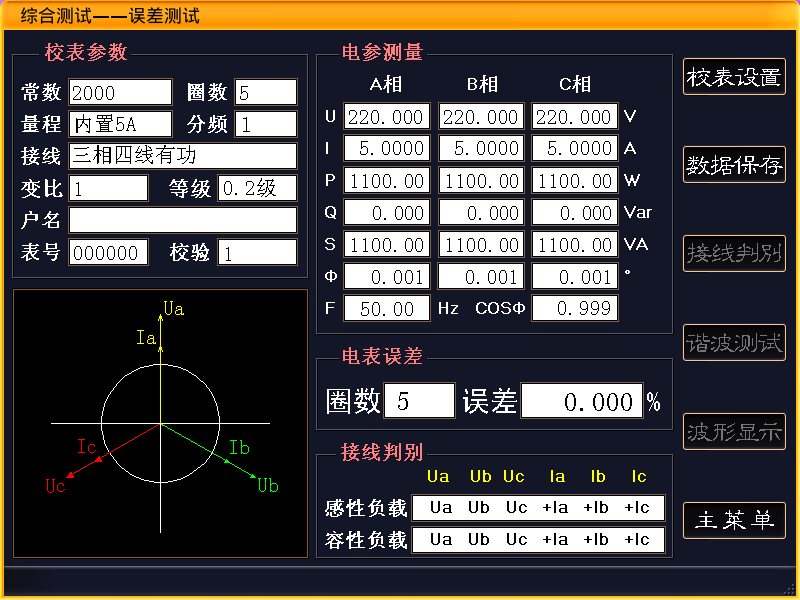 综合测试——误差测试
校表参数
常数 2000 圈数 5
量程 内置5A 分频 1
接线 三相四线有功
变比 1 等级 0.2级
户名
表号 000000 校验 1
Ua
Ia
Ic
Ib
Uc
Ub
电参测量
A相 B相 C相
U 220.000 220.000 220.000 V
I 5.0000 5.0000 5.0000 A
P 1100.00 1100.00 1100.00 W
Q 0.000 0.000 0.000 Var
S 1100.00 1100.00 1100.00 VA
Φ 0.001 0.001 0.001 °
F 50.00 Hz COSΦ 0.999
电表误差
圈数 5 误差 0.000 %
接线判别
Ua Ub Uc Ia Ib Ic
感性负载 Ua Ub Uc +Ia +Ib +Ic
容性负载 Ua Ub Uc +Ia +Ib +Ic
校表设置
数据保存
接线判别
谐波测试
波形显示
主菜单